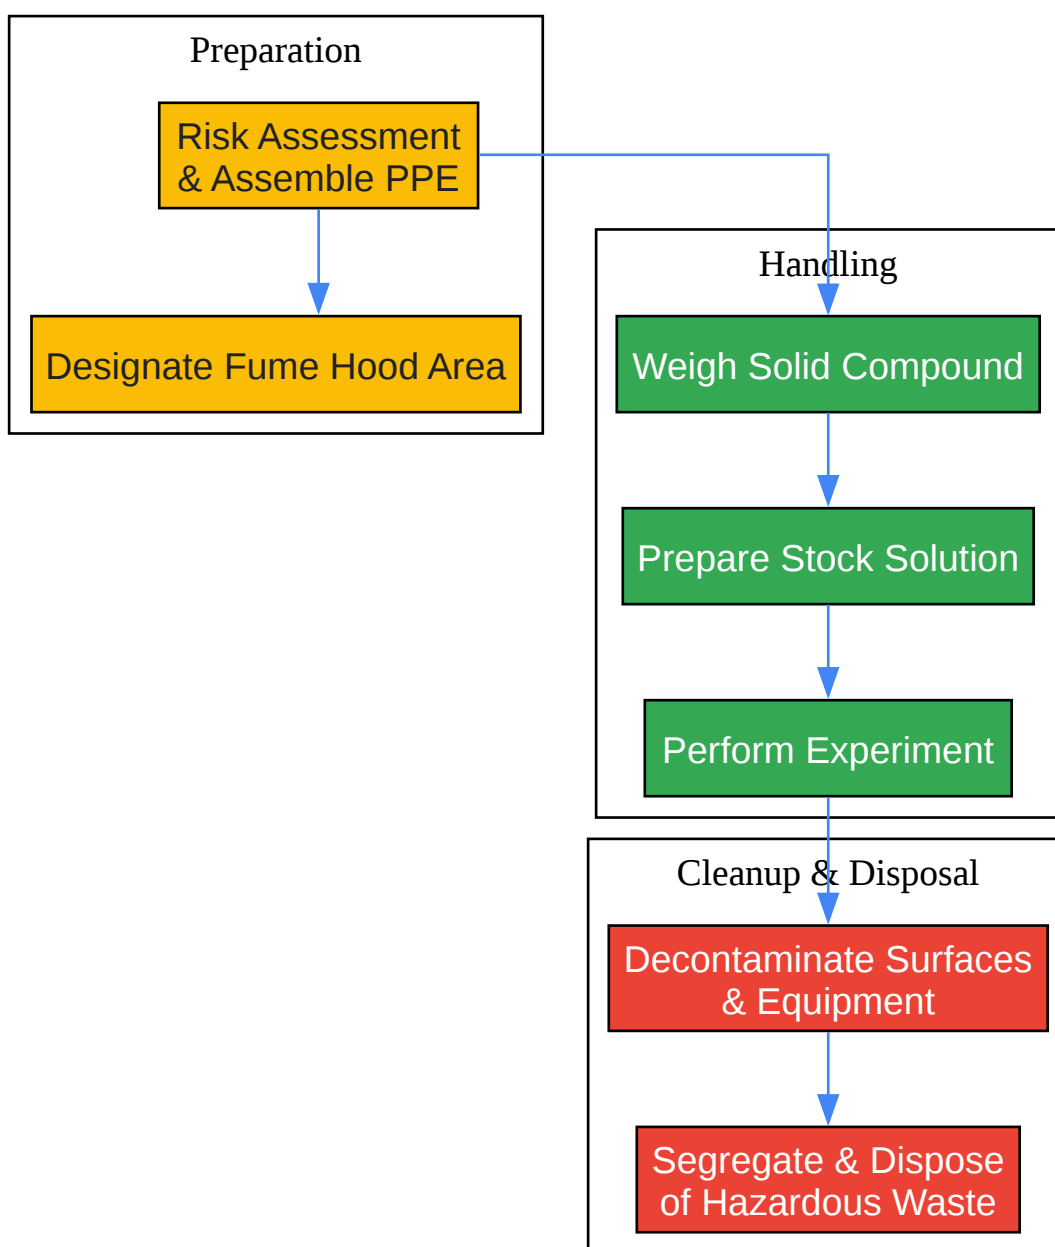 Preparation
Risk Assessment
& Assemble PPE
Designate Fume Hood Area
Handling
Weigh Solid Compound
Prepare Stock Solution
Perform Experiment
Cleanup & Disposal
Decontaminate Surfaces
& Equipment
Segregate & Dispose
of Hazardous Waste